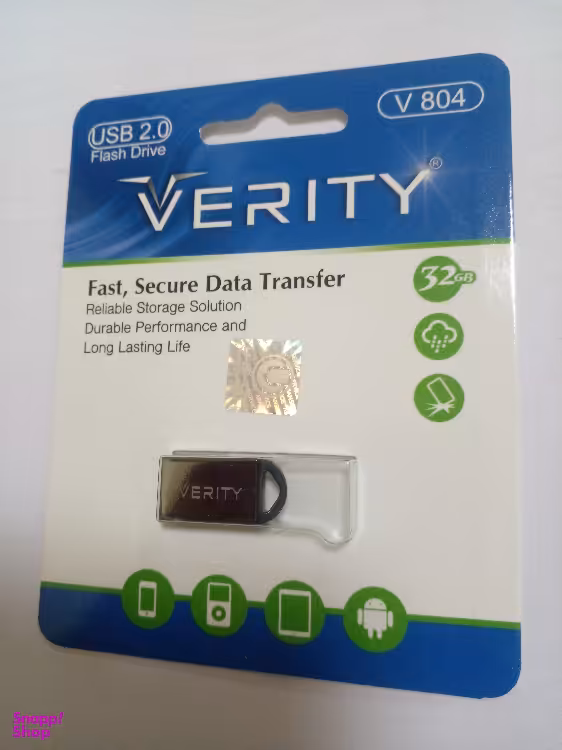 USB 2.0
Flash Drive
V 804
VERITY®
Fast, Secure Data Transfer
Reliable Storage Solution
Durable Performance and
Long Lasting Life
32GB
VERITY
Snapp!
Shop